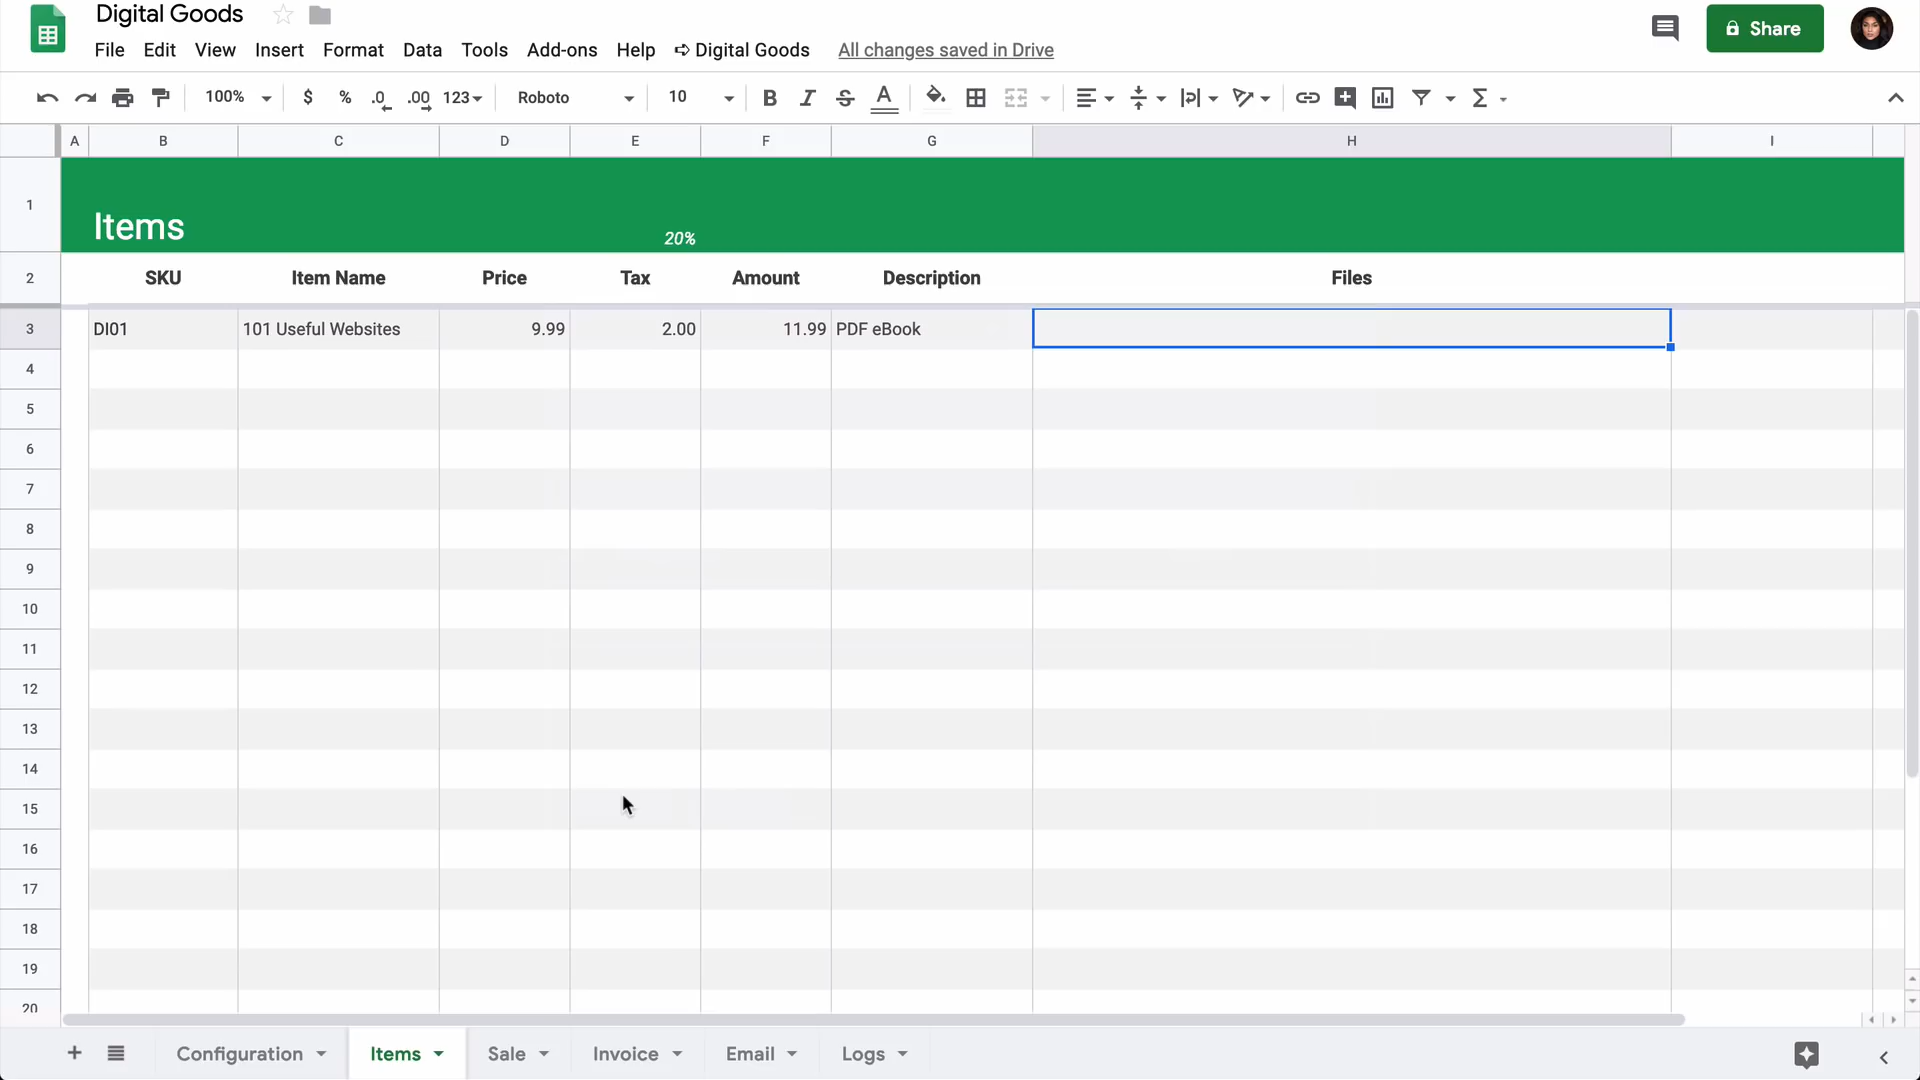 Digital Goods
File Edit View Insert Format Data Tools Add-ons Help ➪ Digital Goods All changes saved in Drive
Share
100% $ % .0 .00 123 Roboto 10 B I S A Σ
A B C D E F G H I
1 Items 20%
2 SKU Item Name Price Tax Amount Description Files
3 DI01 101 Useful Websites 9.99 2.00 11.99 PDF eBook
4
5
6
7
8
9
10
11
12
13
14
15
16
17
18
19
20
+ Configuration Items Sale Invoice Email Logs